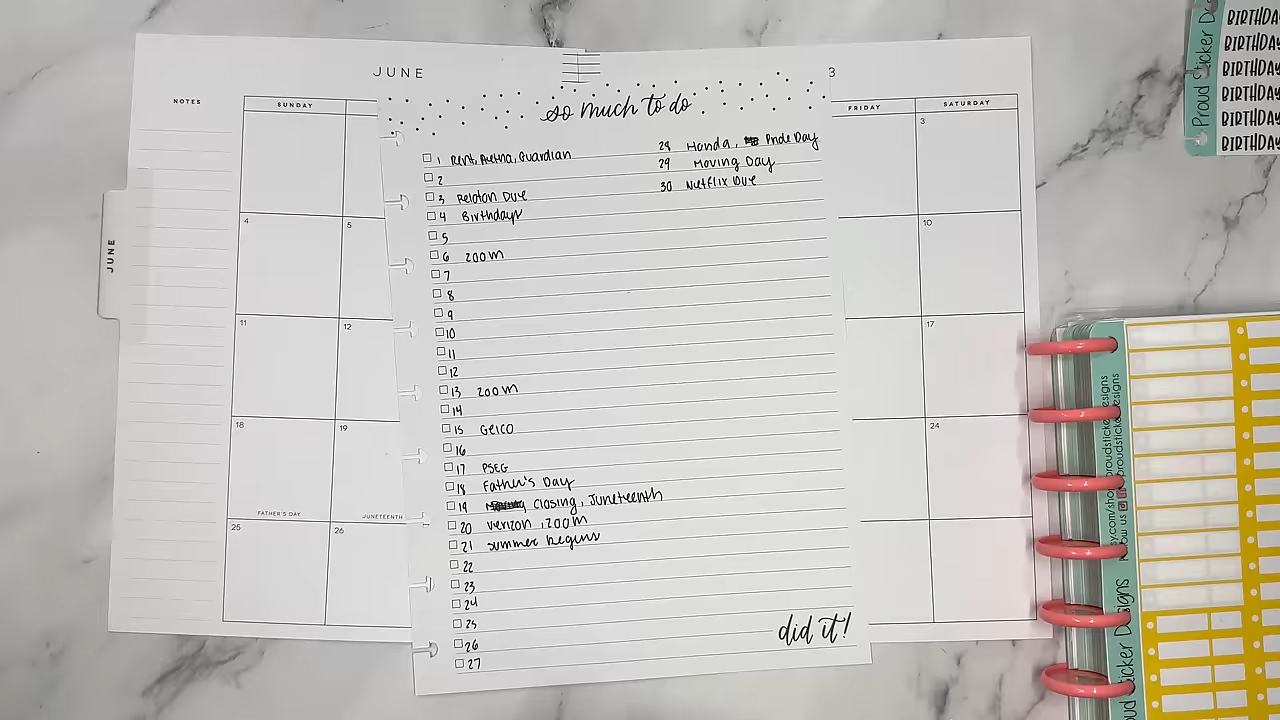 JUNE
3
NOTES
SUNDAY
FRIDAY
SATURDAY
3
4
5
10
11
12
17
18
19
24
FATHER'S DAY
JUNETEENTH
25
26
JUNE
so much to do
1 Rent, Aetna, Guardian
2
3 Peloton Due
4 Birthdays
5
6 zoom
7
8
9
10
11
12
13 zoom
14
15 Geico
16
17 PSEG
18 Father's Day
19 closing, Juneteenth
20 verizon, zoom
21 summer begins
22
23
24
25
26
27
28 Honda, Pride Day
29 Moving Day
30 Netflix Due
did it!
BIRTHDAY
BIRTHDAY
BIRTHDAY
BIRTHDAY
BIRTHDAY
BIRTHDAY
Proud Sticker
proudstickerdesigns
Sticker Designs